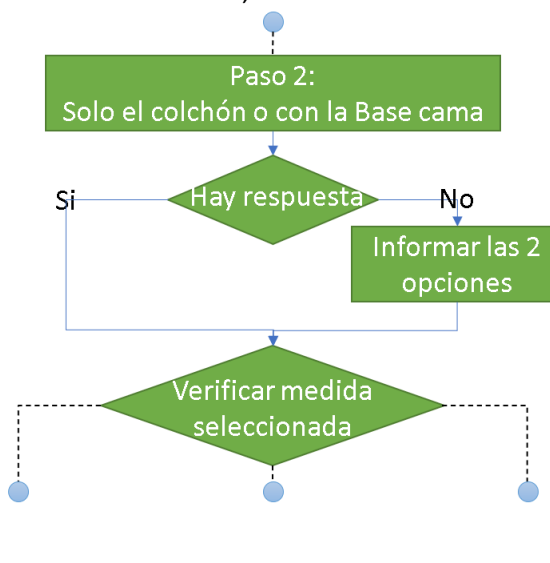 Paso 2:
Solo el colchón o con la Base cama
Hay respuesta
Si
No
Informar las 2
opciones
Verificar medida
seleccionada